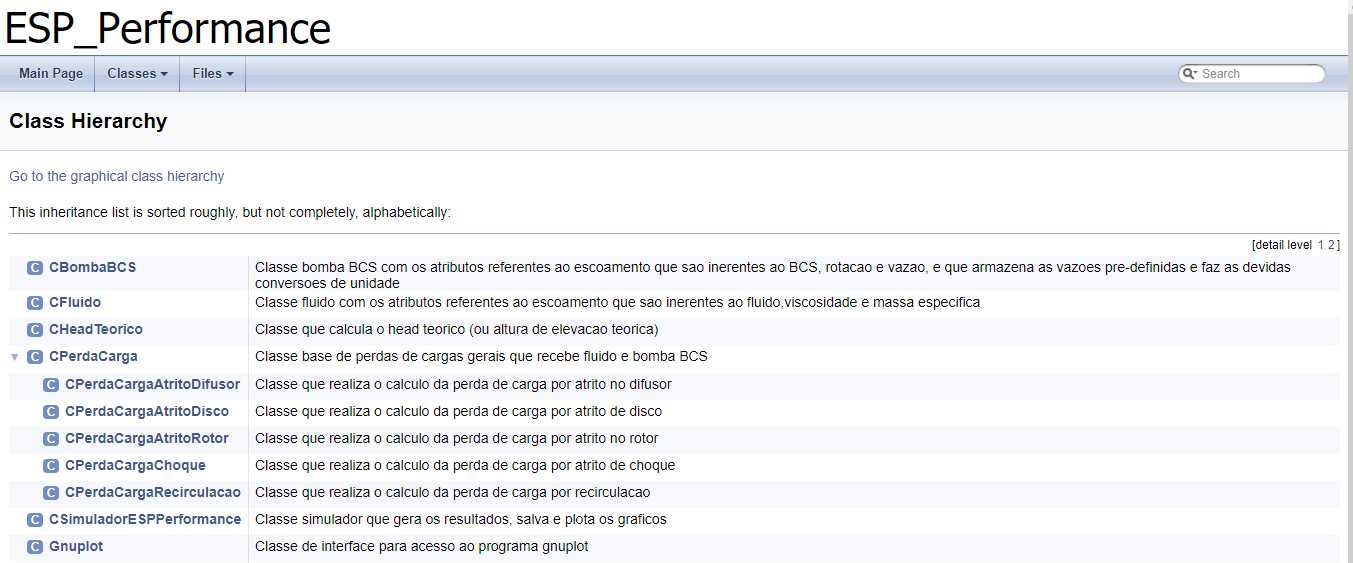 ESP_Performance
Main Page Classes Files Search
Class Hierarchy
Go to the graphical class hierarchy
This inheritance list is sorted roughly, but not completely, alphabetically:
[detail level 1 2]
C CBombaBCS Classe bomba BCS com os atributos referentes ao escoamento que sao inerentes ao BCS, rotacao e vazao, e que armazena as vazoes pre-definidas e faz as devidas
conversoes de unidade
C CFluido Classe fluido com os atributos referentes ao escoamento que sao inerentes ao fluido,viscosidade e massa especifica
C CHeadTeorico Classe que calcula o head teorico (ou altura de elevacao teorica)
C CPerdaCarga Classe base de perdas de cargas gerais que recebe fluido e bomba BCS
C CPerdaCargaAtritoDifusor Classe que realiza o calculo da perda de carga por atrito no difusor
C CPerdaCargaAtritoDisco Classe que realiza o calculo da perda de carga por atrito de disco
C CPerdaCargaAtritoRotor Classe que realiza o calculo da perda de carga por atrito no rotor
C CPerdaCargaChoque Classe que realiza o calculo da perda de carga por atrito de choque
C CPerdaCargaRecirculacao Classe que realiza o calculo da perda de carga por recirculacao
C CSimuladorESPPerformance Classe simulador que gera os resultados, salva e plota os graficos
C Gnuplot Classe de interface para acesso ao programa gnuplot